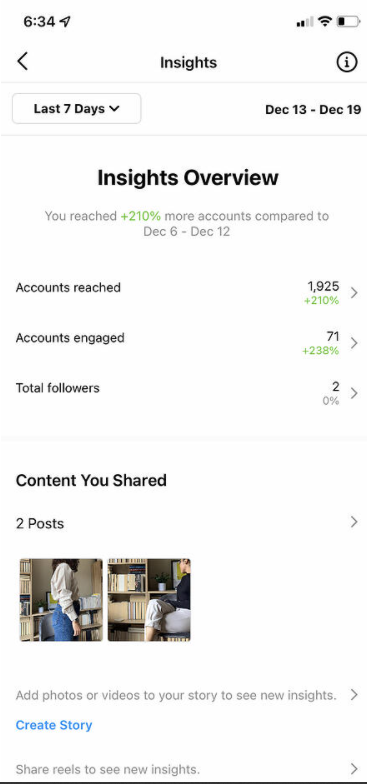 6:34
Insights
Last 7 Days
Dec 13 - Dec 19
Insights Overview
You reached +210% more accounts compared to
Dec 6 - Dec 12
Accounts reached
1,925
+210%
Accounts engaged
71
+238%
Total followers
2
0%
Content You Shared
2 Posts
Add photos or videos to your story to see new insights.
Create Story
Share reels to see new insights.